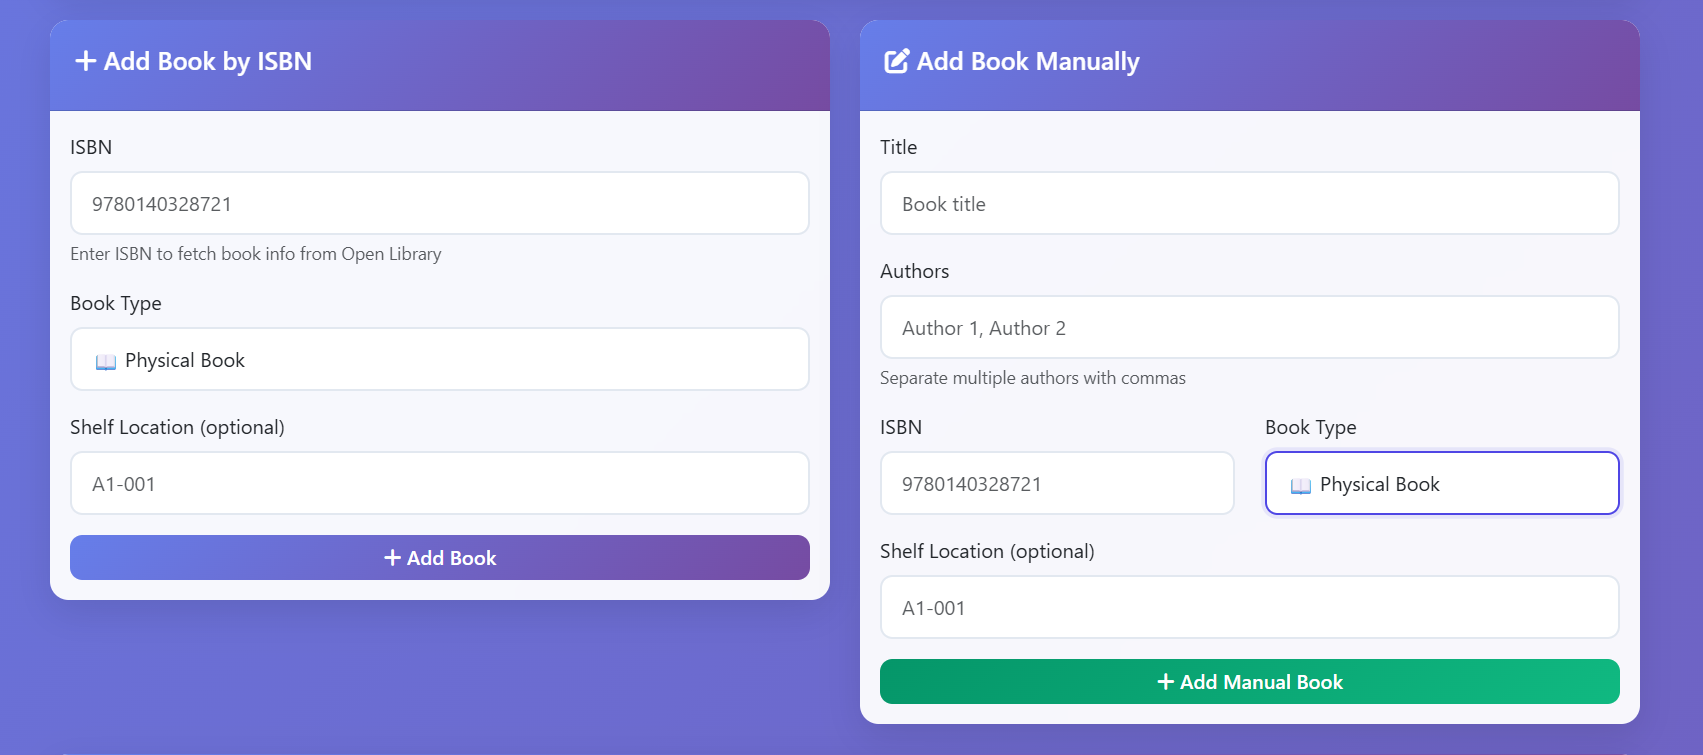 Add Book by ISBN
ISBN
9780140328721
Enter ISBN to fetch book info from Open Library
Book Type
Physical Book
Shelf Location (optional)
A1-001
Add Book
Add Book Manually
Title
Book title
Authors
Author 1, Author 2
Separate multiple authors with commas
ISBN
9780140328721
Book Type
Physical Book
Shelf Location (optional)
A1-001
Add Manual Book